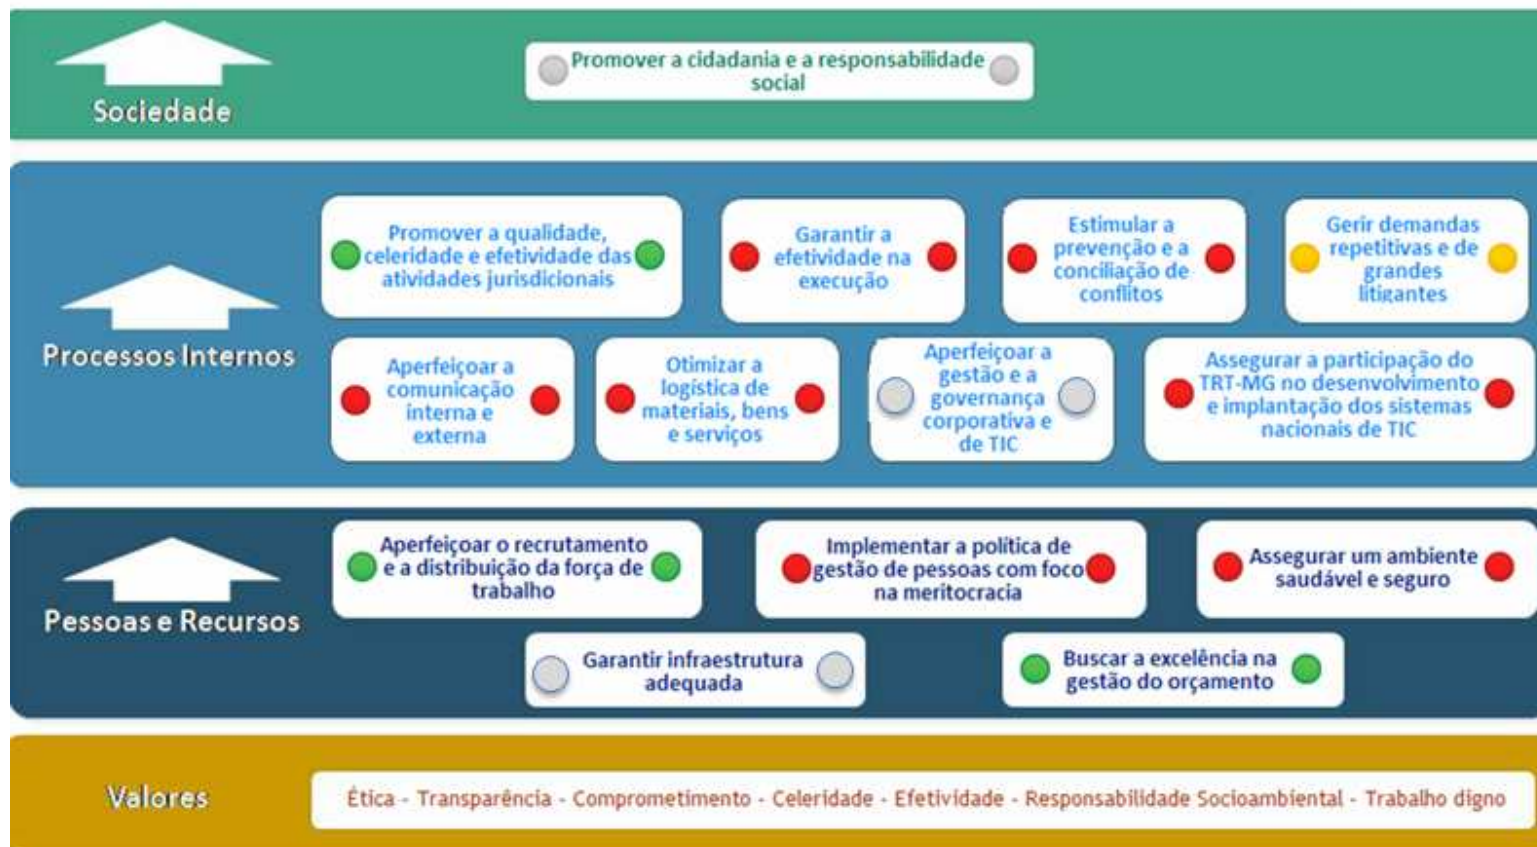 Sociedade
Promover a cidadania e a responsabilidade
social
Processos Internos
Promover a qualidade,
celeridade e efetividade das
atividades jurisdicionais
Garantir a
efetividade na
execução
Estimular a
prevenção e a
conciliação de
conflitos
Gerir demandas
repetitivas e de
grandes
litigantes
Aperfeiçoar a
comunicação
interna e
externa
Otimizar a
logística de
materiais, bens
e serviços
Aperfeiçoar a
gestão e a
governança
corporativa e
de TIC
Assegurar a participação do
TRT-MG no desenvolvimento
e implantação dos sistemas
nacionais de TIC
Pessoas e Recursos
Aperfeiçoar o recrutamento
e a distribuição da força de
trabalho
Implementar a política de
gestão de pessoas com foco
na meritocracia
Assegurar um ambiente
saudável e seguro
Garantir infraestrutura
adequada
Buscar a excelência na
gestão do orçamento
Valores
Ética - Transparência - Comprometimento - Celeridade - Efetividade - Responsabilidade Socioambiental - Trabalho digno